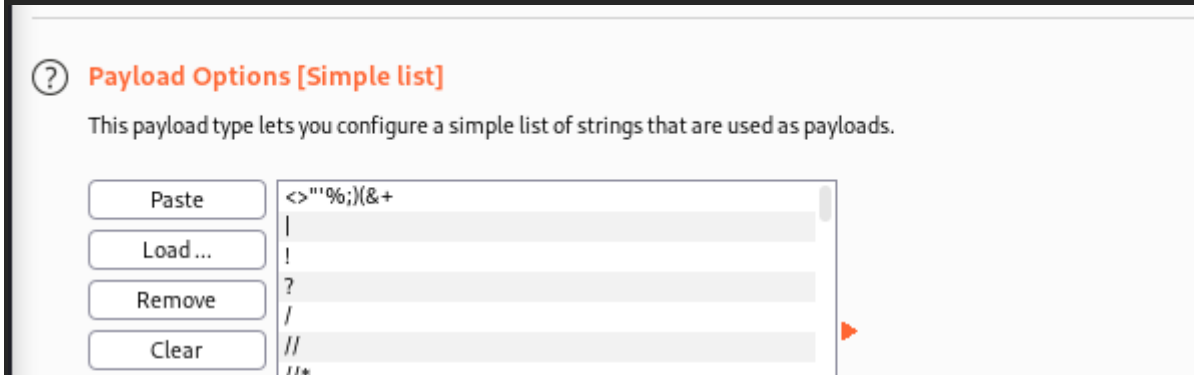 ?
Payload Options [Simple list]
This payload type lets you configure a simple list of strings that are used as payloads.
Paste
Load ...
Remove
Clear
<>"'%;)(&+
|
!
?
/
//
//*